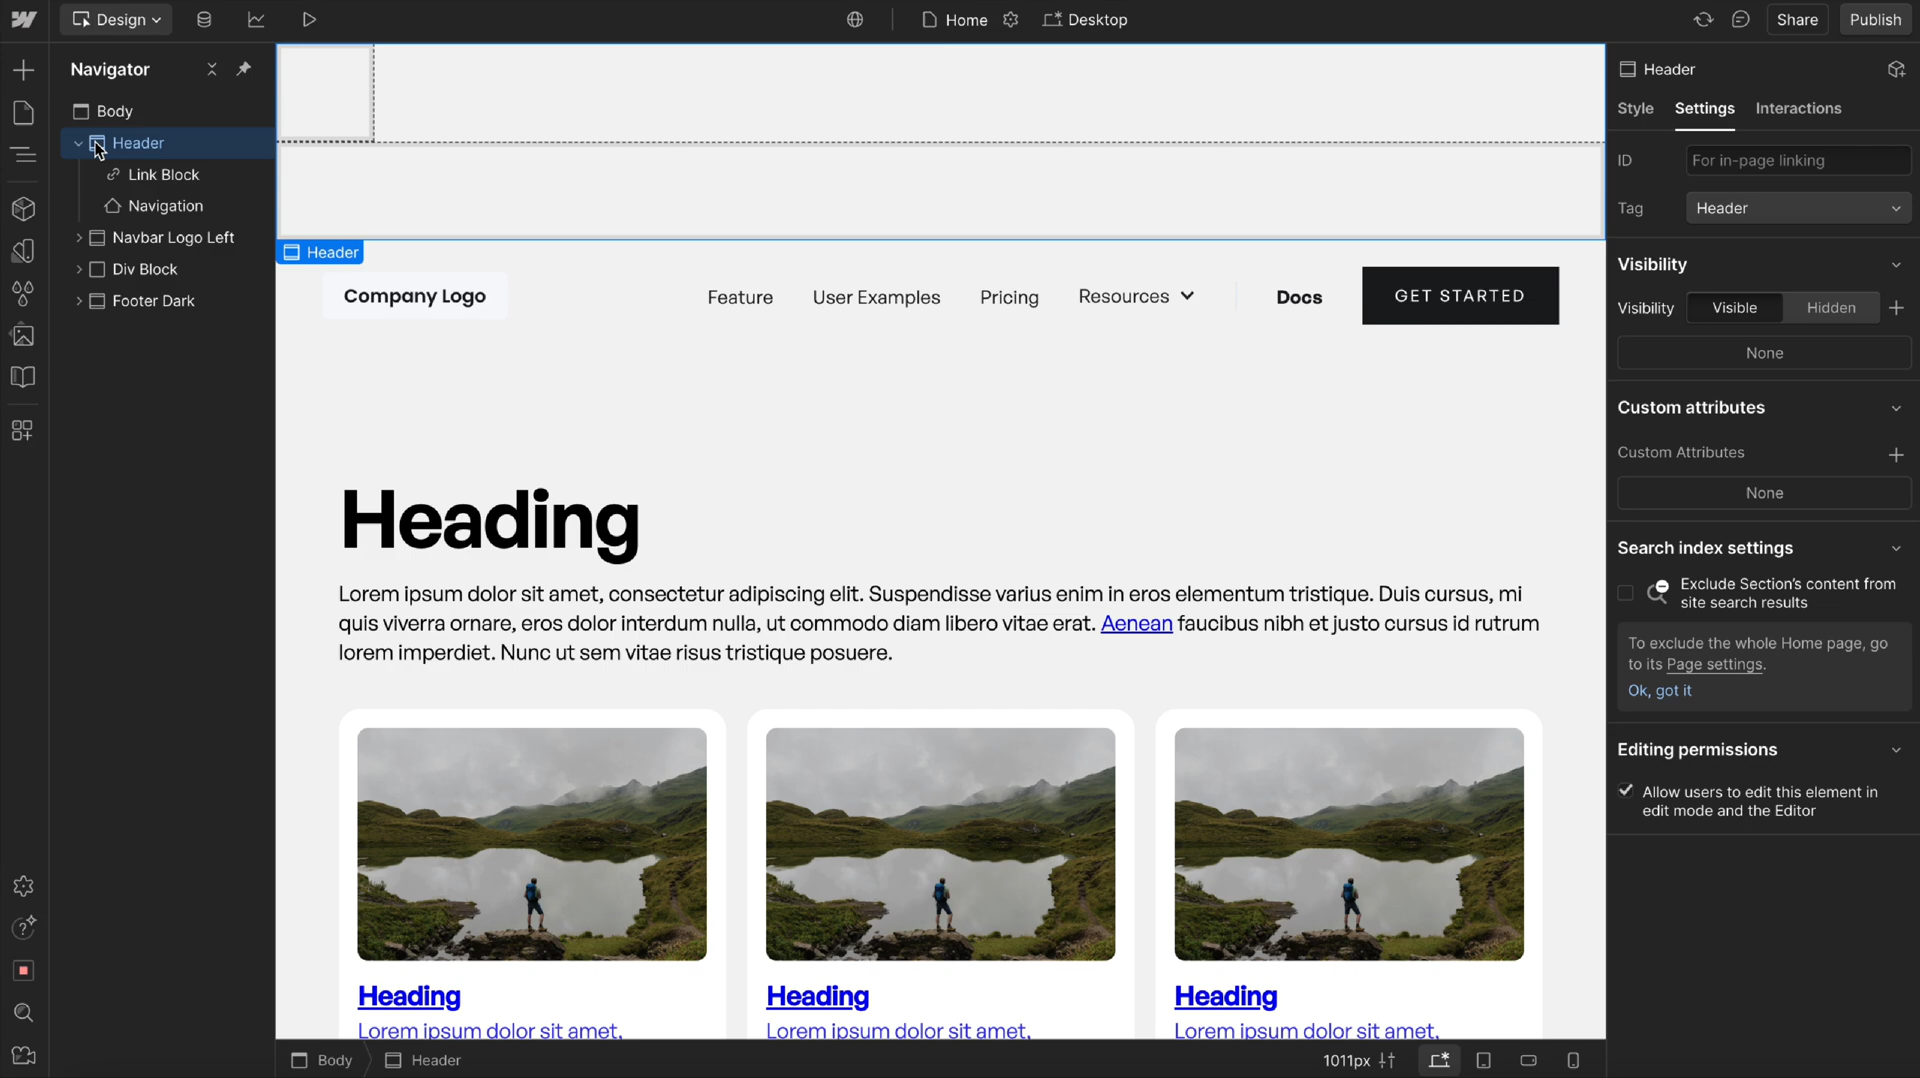 Design
Home
Desktop
Share
Publish
Navigator
Body
Header
Link Block
Navigation
Navbar Logo Left
Div Block
Footer Dark
Header
Company Logo
Feature
User Examples
Pricing
Resources
Docs
GET STARTED
Heading
Lorem ipsum dolor sit amet, consectetur adipiscing elit. Suspendisse varius enim in eros elementum tristique. Duis cursus, mi
quis viverra ornare, eros dolor interdum nulla, ut commodo diam libero vitae erat. Aenean faucibus nibh et justo cursus id rutrum
lorem imperdiet. Nunc ut sem vitae risus tristique posuere.
Heading
Lorem ipsum dolor sit amet,
Heading
Lorem ipsum dolor sit amet,
Heading
Lorem ipsum dolor sit amet,
Body
Header
1011px
Header
Style
Settings
Interactions
ID
For in-page linking
Tag
Header
Visibility
Visibility
Visible
Hidden
None
Custom attributes
Custom Attributes
None
Search index settings
Exclude Section's content from
site search results
To exclude the whole Home page, go
to its Page settings.
Ok, got it
Editing permissions
Allow users to edit this element in
edit mode and the Editor